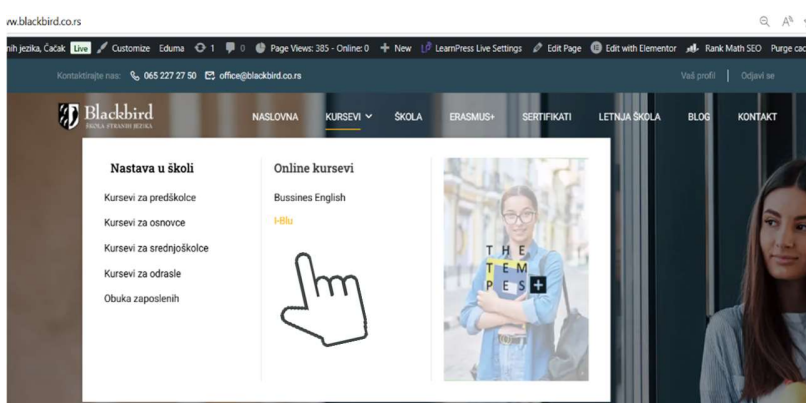 ww.blackbird.co.rs
nih jezika, Čačak Live Customize Eduma 1 0 Page Views: 385 - Online: 0 New LearnPress Live Settings Edit Page Edit with Elementor Rank Math SEO Purge cac
Kontaktirajte nas: 065 227 27 50 office@blackbird.co.rs Vaš profil Odjavi se
Blackbird
ŠKOLA STRANIH JEZIKA
NASLOVNA KURSEVI ŠKOLA ERASMUS+ SERTIFIKATI LETNJA ŠKOLA BLOG KONTAKT
Nastava u školi
Kursevi za predškolce
Kursevi za osnovce
Kursevi za srednjoškolce
Kursevi za odrasle
Obuka zaposlenih
Online kursevi
Bussines English
I-Blu
THE
TEM
PES+